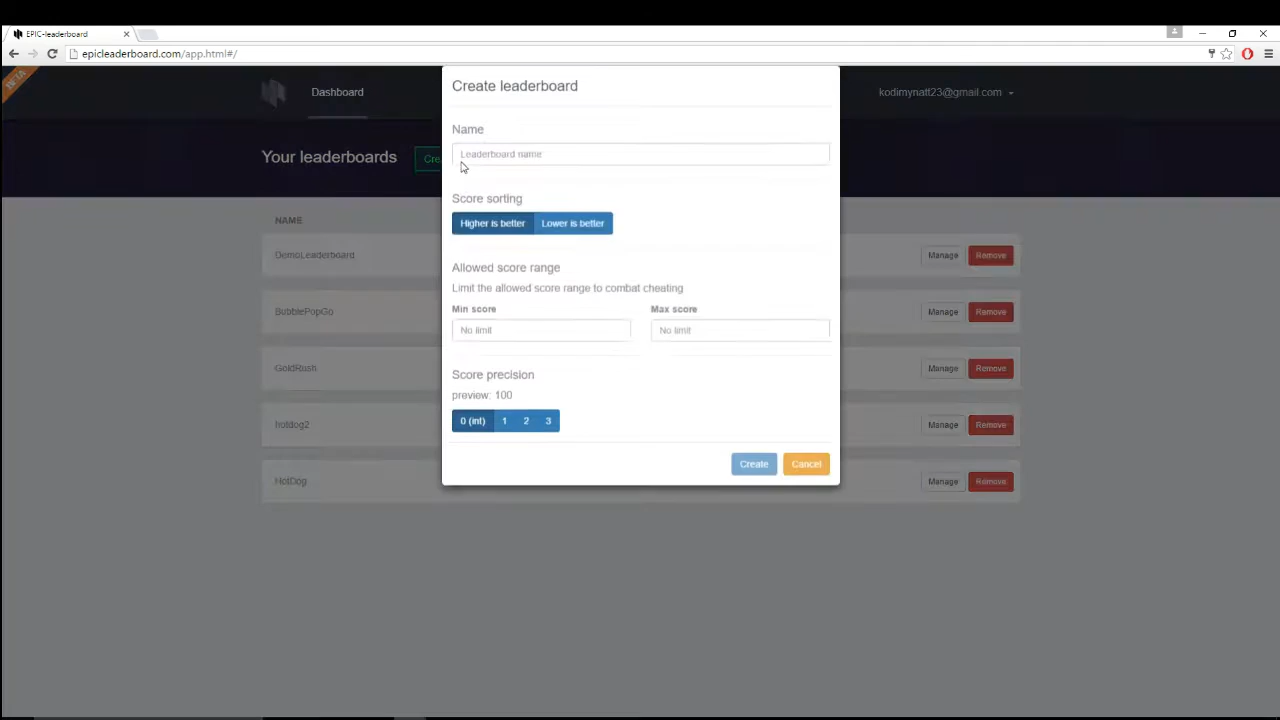 EPIC-leaderboard
epicleaderboard.com/app.html#/
BETA
Dashboard
kodimynatt23@gmail.com
Your leaderboards
Cre
NAME
DemoLeaderboard
Manage
Remove
BubblePopGo
Manage
Remove
GoldRush
Manage
Remove
hotdog2
Manage
Remove
HotDog
Manage
Remove
Create leaderboard
Name
Leaderboard name
Score sorting
Higher is better
Lower is better
Allowed score range
Limit the allowed score range to combat cheating
Min score
Max score
No limit
No limit
Score precision
preview: 100
0 (int) 1 2 3
Create
Cancel